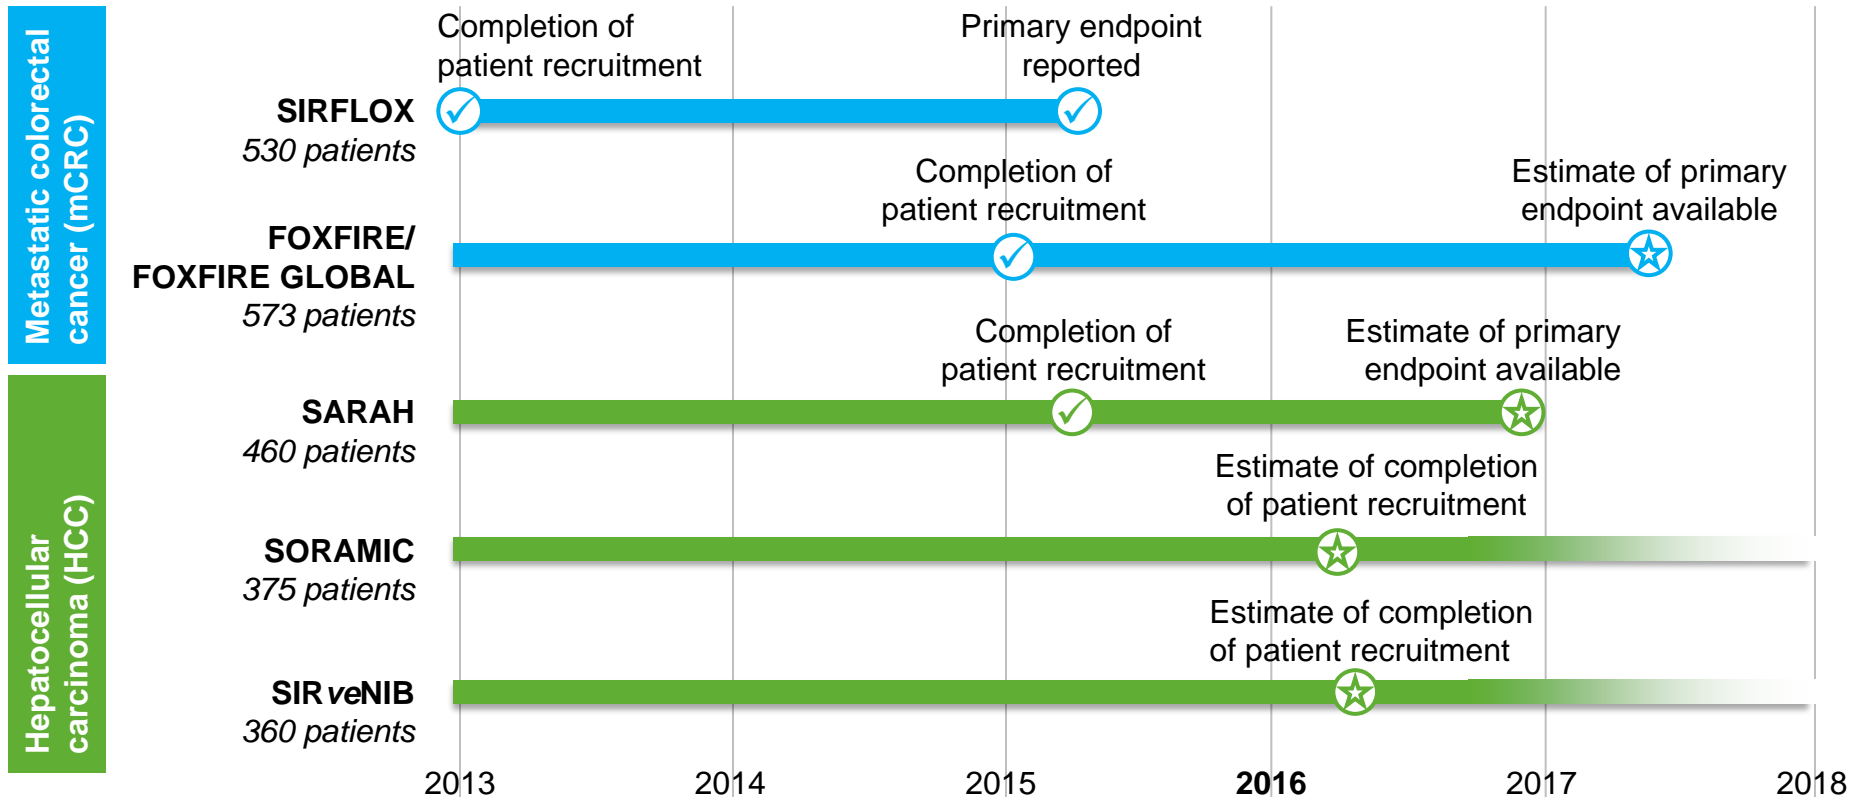 Metastatic colorectal
cancer (mCRC)
Completion of
patient recruitment
Primary endpoint
reported
SIRFLOX
530 patients
Completion of
patient recruitment
Estimate of primary
endpoint available
FOXFIRE/
FOXFIRE GLOBAL
573 patients
Hepatocellular
carcinoma (HCC)
Completion of
patient recruitment
Estimate of primary
endpoint available
SARAH
460 patients
Estimate of completion
of patient recruitment
SORAMIC
375 patients
Estimate of completion
of patient recruitment
SIRveNIB
360 patients
2013 2014 2015 2016 2017 2018